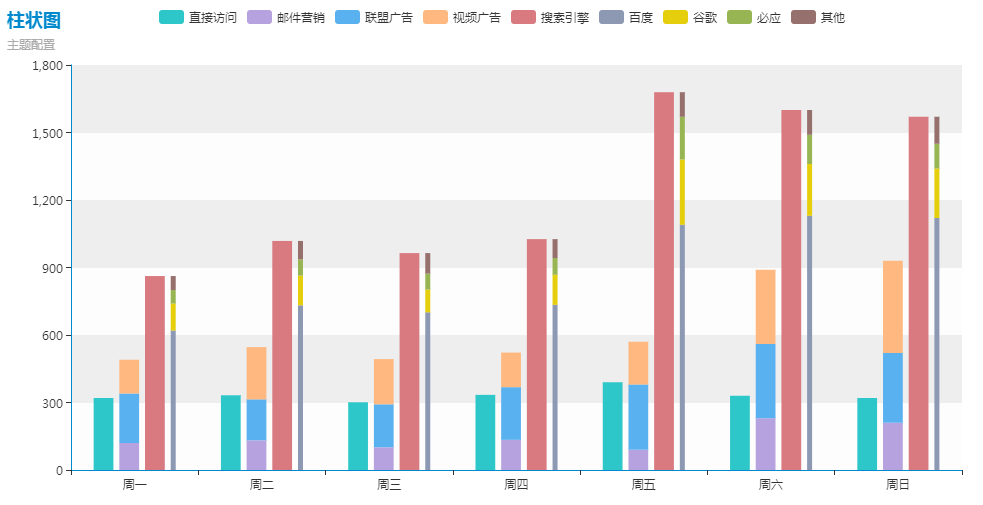 柱状图
主题配置
直接访问 邮件营销 联盟广告 视频广告 搜索引擎 百度 谷歌 必应 其他
1,800
1,500
1,200
900
600
300
0
周一 周二 周三 周四 周五 周六 周日